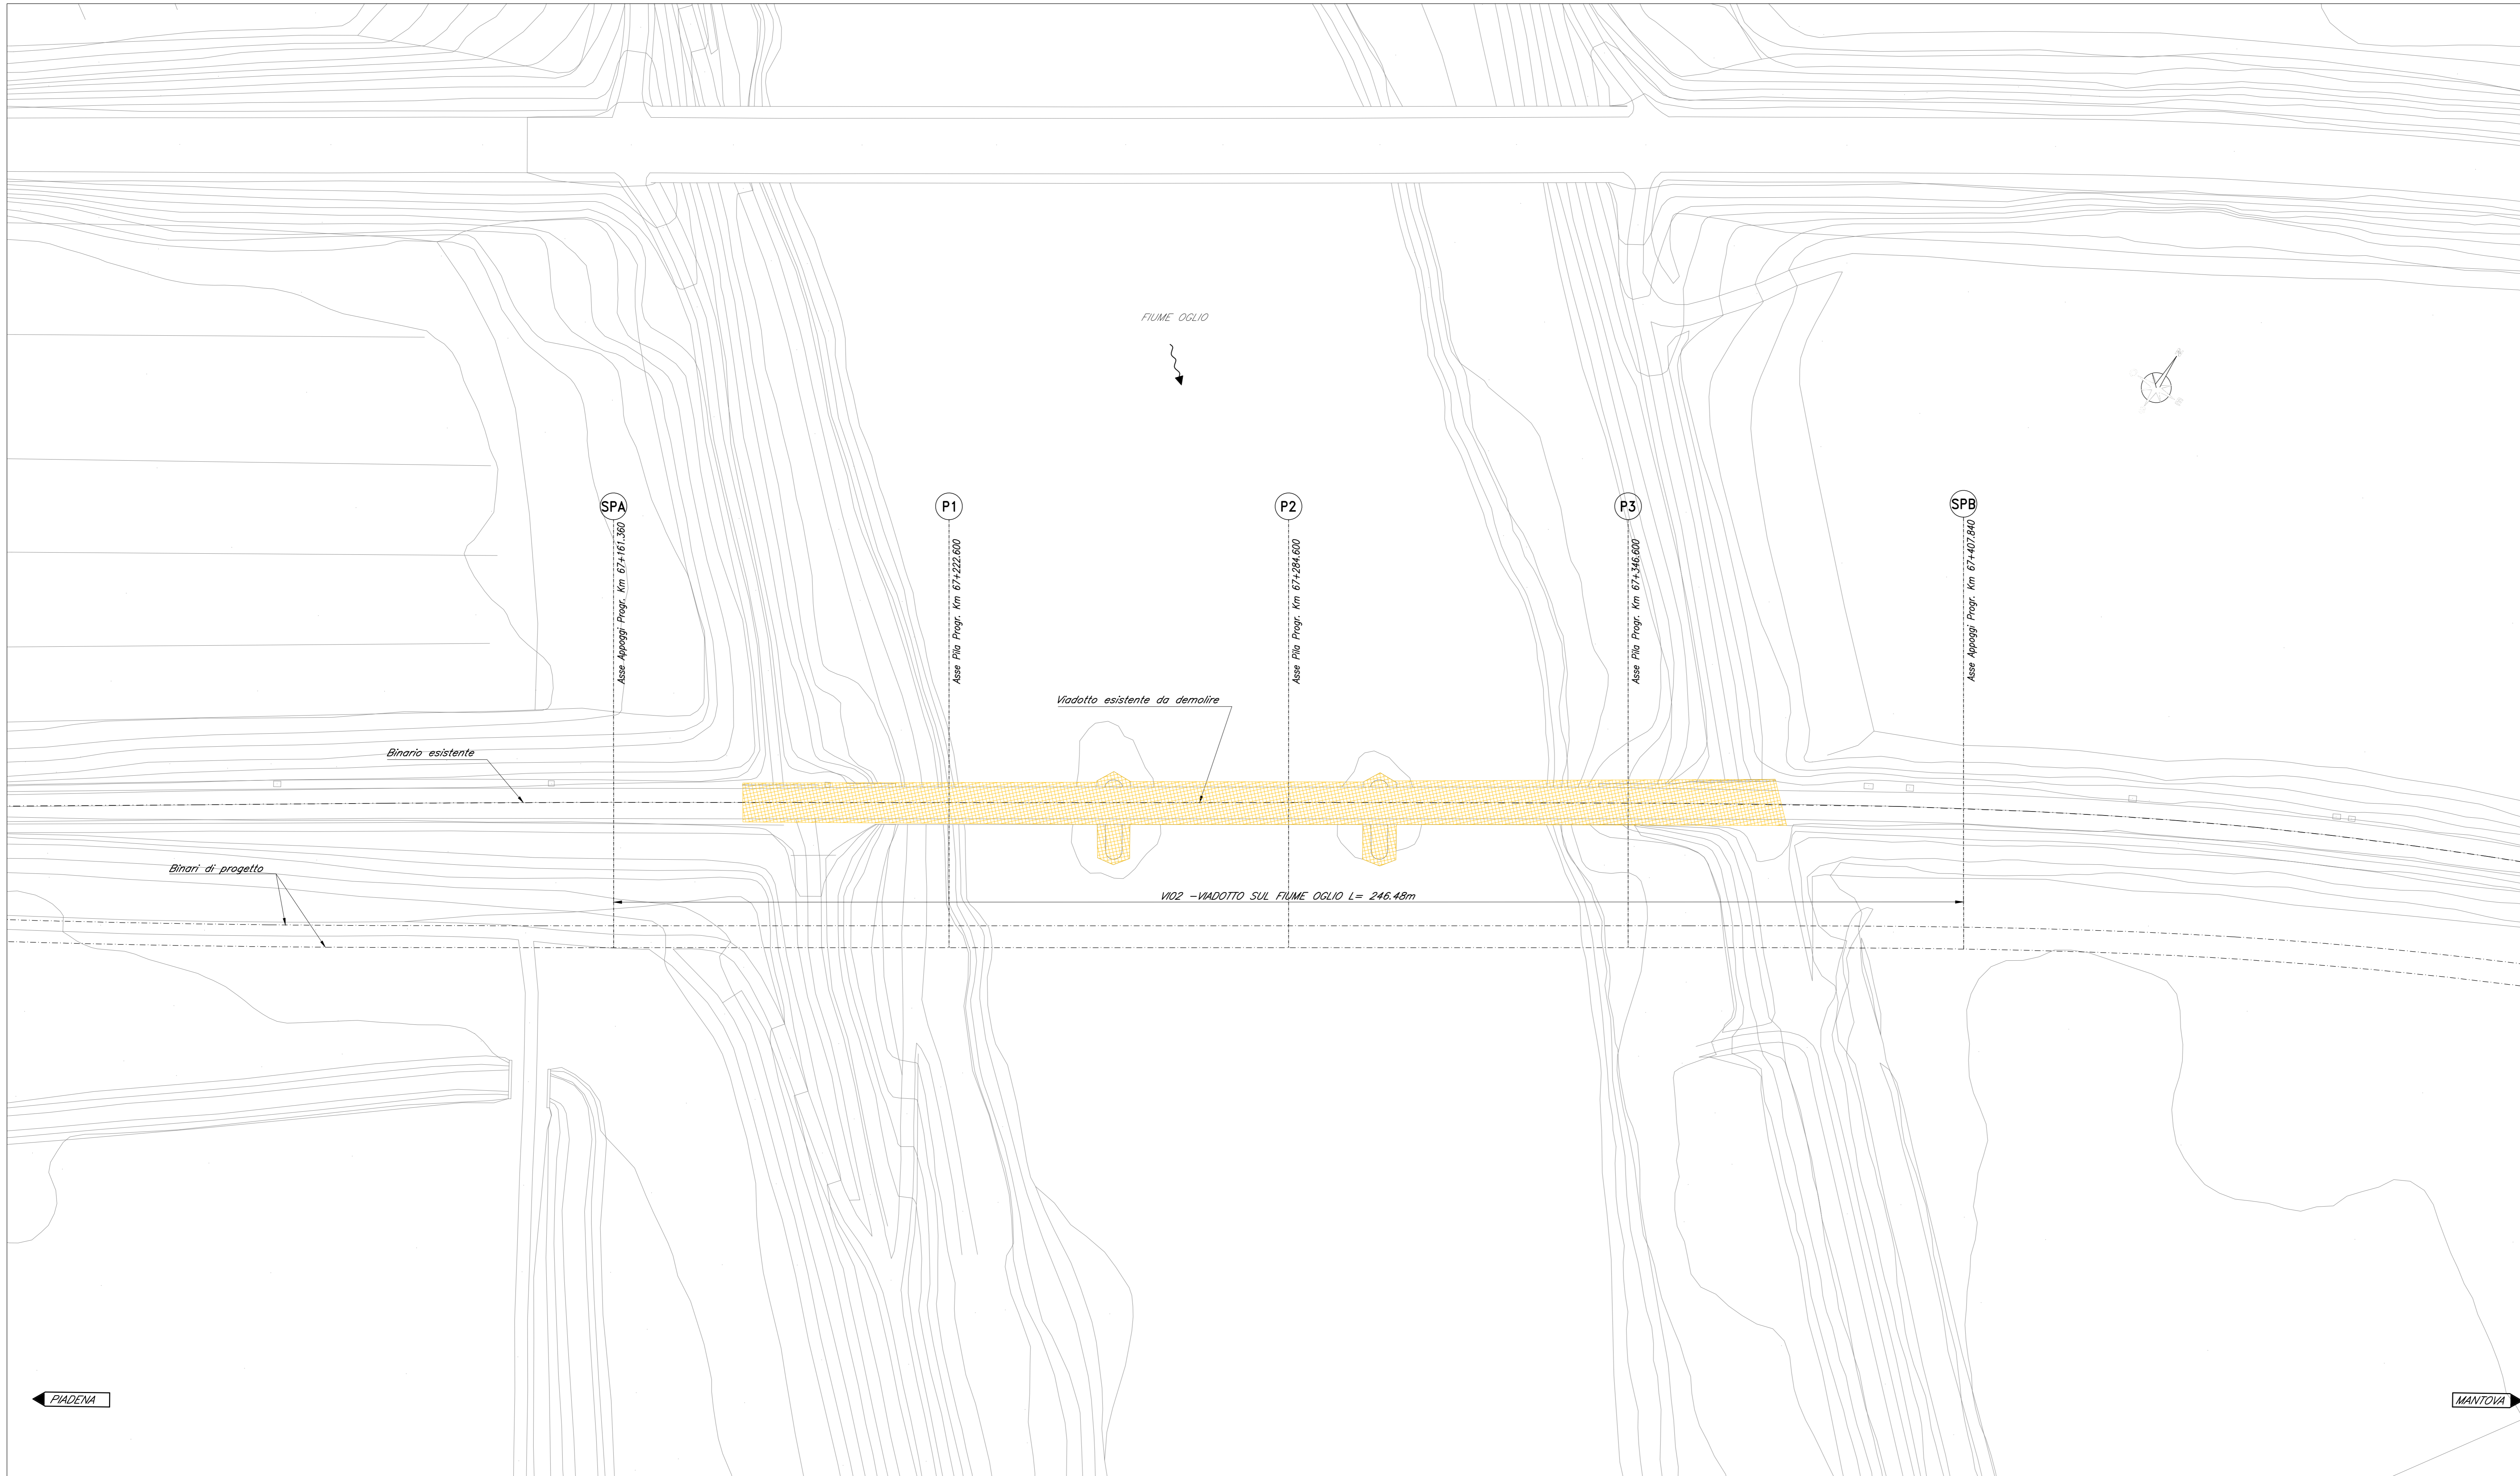 FIUME OGLIO
SPA
P1
P2
P3
SPB
Asse Appoggi Progr. Km 67+161.360
Asse Pila Progr. Km 67+222.600
Asse Pila Progr. Km 67+284.600
Asse Pila Progr. Km 67+346.600
Asse Appoggi Progr. Km 67+407.840
Viadotto esistente da demolire
Binario esistente
Binari di progetto
VI02 -VIADOTTO SUL FIUME OGLIO L= 246.48m
PIADENA
MANTOVA